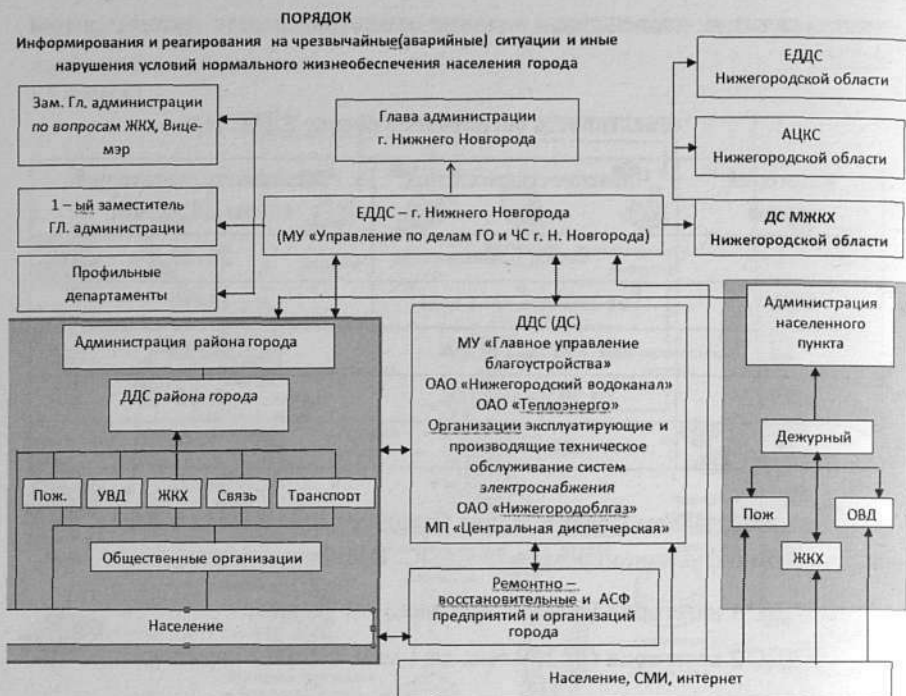 ПОРЯДОК
Информирования и реагирования на чрезвычайные(аварийные) ситуации и иные
нарушения условий нормального жизнеобеспечения населения города
ЕДДС
Нижегородской области
Зам. Гл. администрации
по вопросам ЖКХ, Вице-
мэр
Глава администрации
г. Нижнего Новгорода
АЦКС
Нижегородской области
1 – ый заместитель
ГЛ. администрации
ЕДДС – г. Нижнего Новгорода
(МУ «Управление по делам ГО и ЧС г. Н. Новгорода)
ДС МЖКХ
Нижегородской области
Профильные
департаменты
Администрация района города
ДДС района города
Пож.
УВД
ЖКХ
Связь
Транспорт
Общественные организации
Население
ДДС (ДС)
МУ «Главное управление
благоустройства»
ОАО «Нижегородский водоканал»
ОАО «Теплоэнерго»
Организации эксплуатирующие и
производящие техническое
обслуживание систем
электроснабжения
ОАО «Нижегородоблгаз»
МП «Центральная диспетчерская»
Ремонтно –
восстановительные и АСФ
предприятий и организаций
города
Администрация
населенного
пункта
Дежурный
Пож
ОВД
ЖКХ
Население, СМИ, интернет